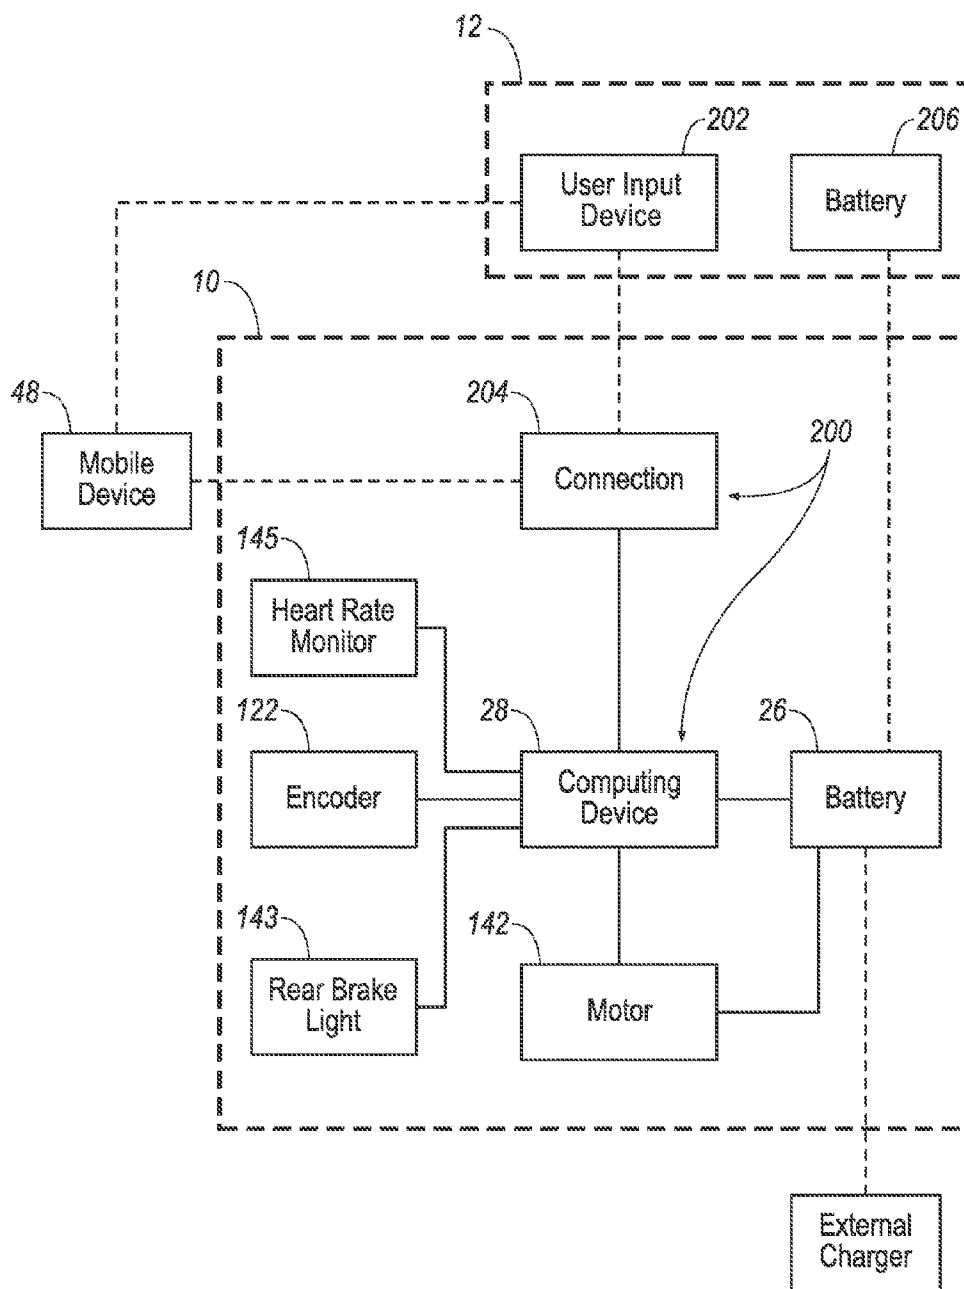 12
202
206
User Input
Device
Battery
10
48
204
200
Mobile
Device
Connection
145
Heart Rate
Monitor
122
28
26
Encoder
Computing
Device
Battery
143
142
Rear Brake
Light
Motor
External
Charger